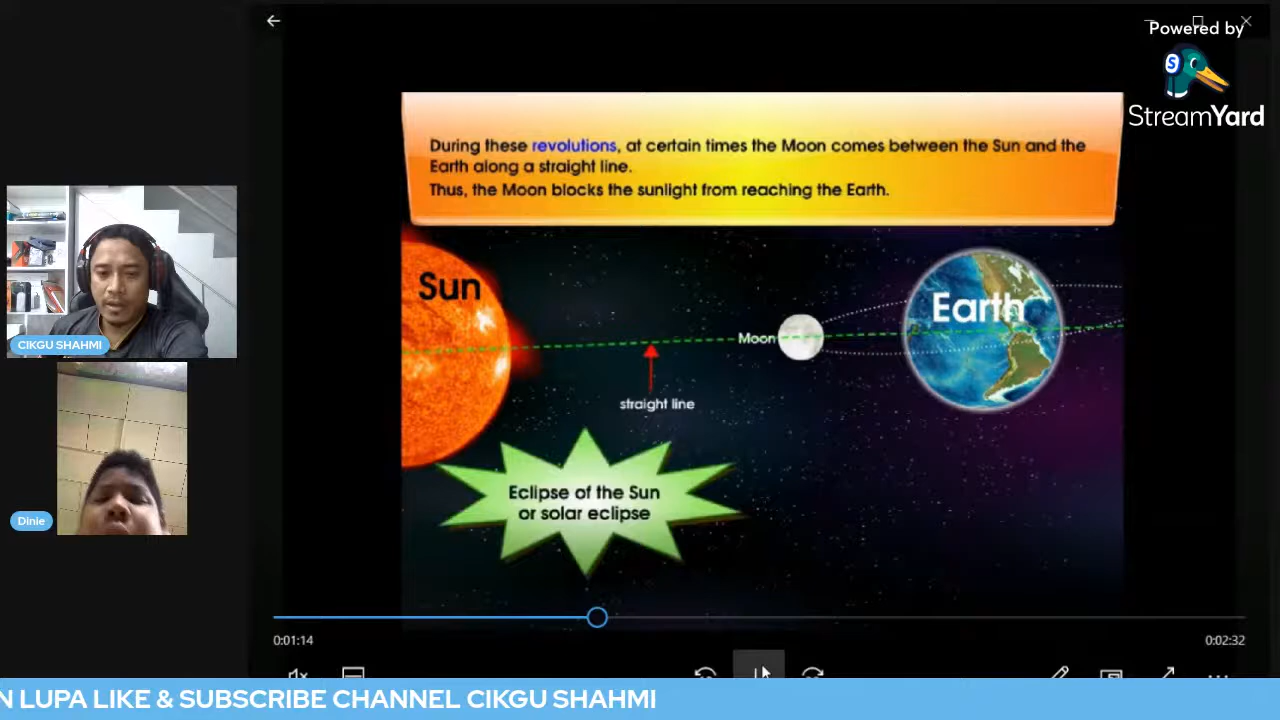 Powered by
StreamYard
During these revolutions, at certain times the Moon comes between the Sun and the
Earth along a straight line.
Thus, the Moon blocks the sunlight from reaching the Earth.
Sun
Earth
Moon
straight line
CIKGU SHAHMI
Eclipse of the Sun
or solar eclipse
Dinie
0:01:14
0:02:32
N LUPA LIKE & SUBSCRIBE CHANNEL CIKGU SHAHMI